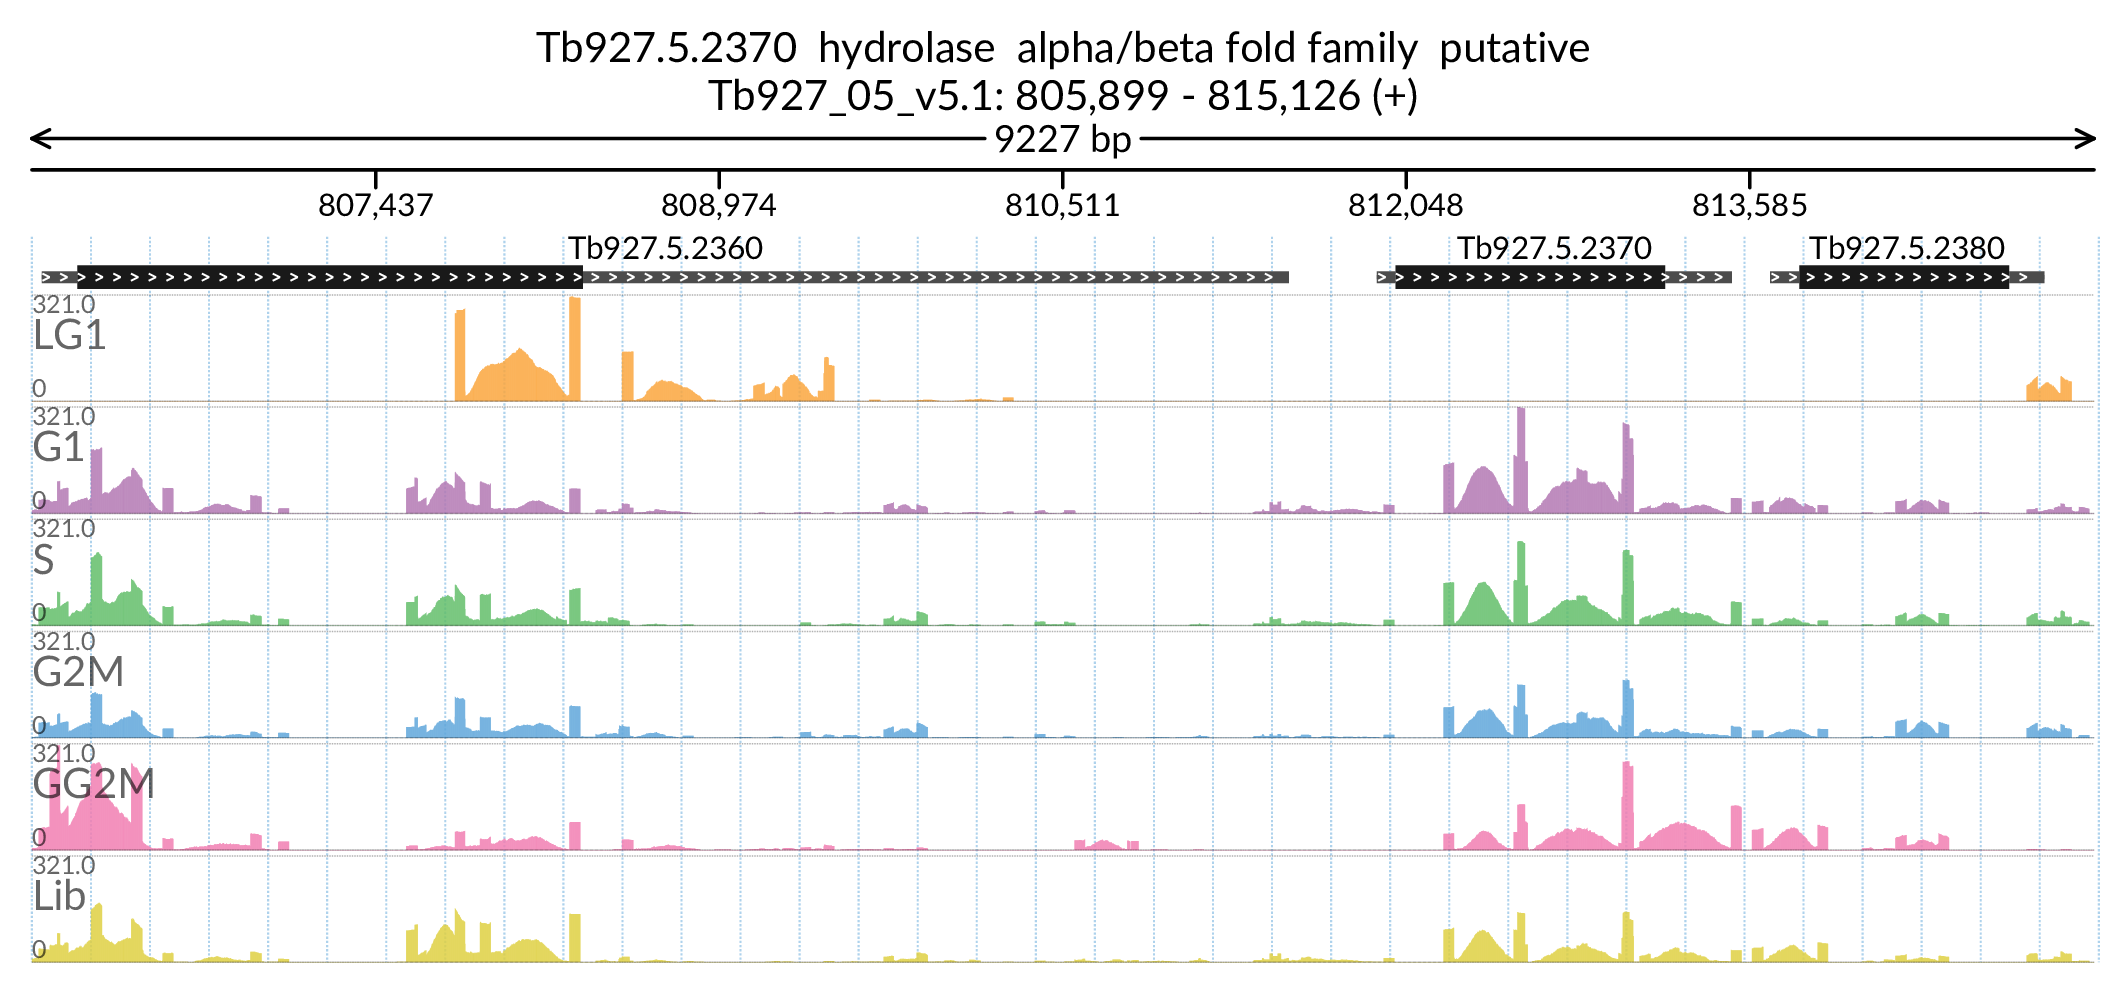 Tb927.5.2370 hydrolase alpha/beta fold family putative
Tb927_05_v5.1: 805,899 - 815,126 (+)
9227 bp
807,437 808,974 810,511 812,048 813,585
Tb927.5.2360 Tb927.5.2370 Tb927.5.2380
321.0
LG1
0
321.0
G1
0
321.0
S
0
321.0
G2M
0
321.0
GG2M
0
321.0
Lib
0